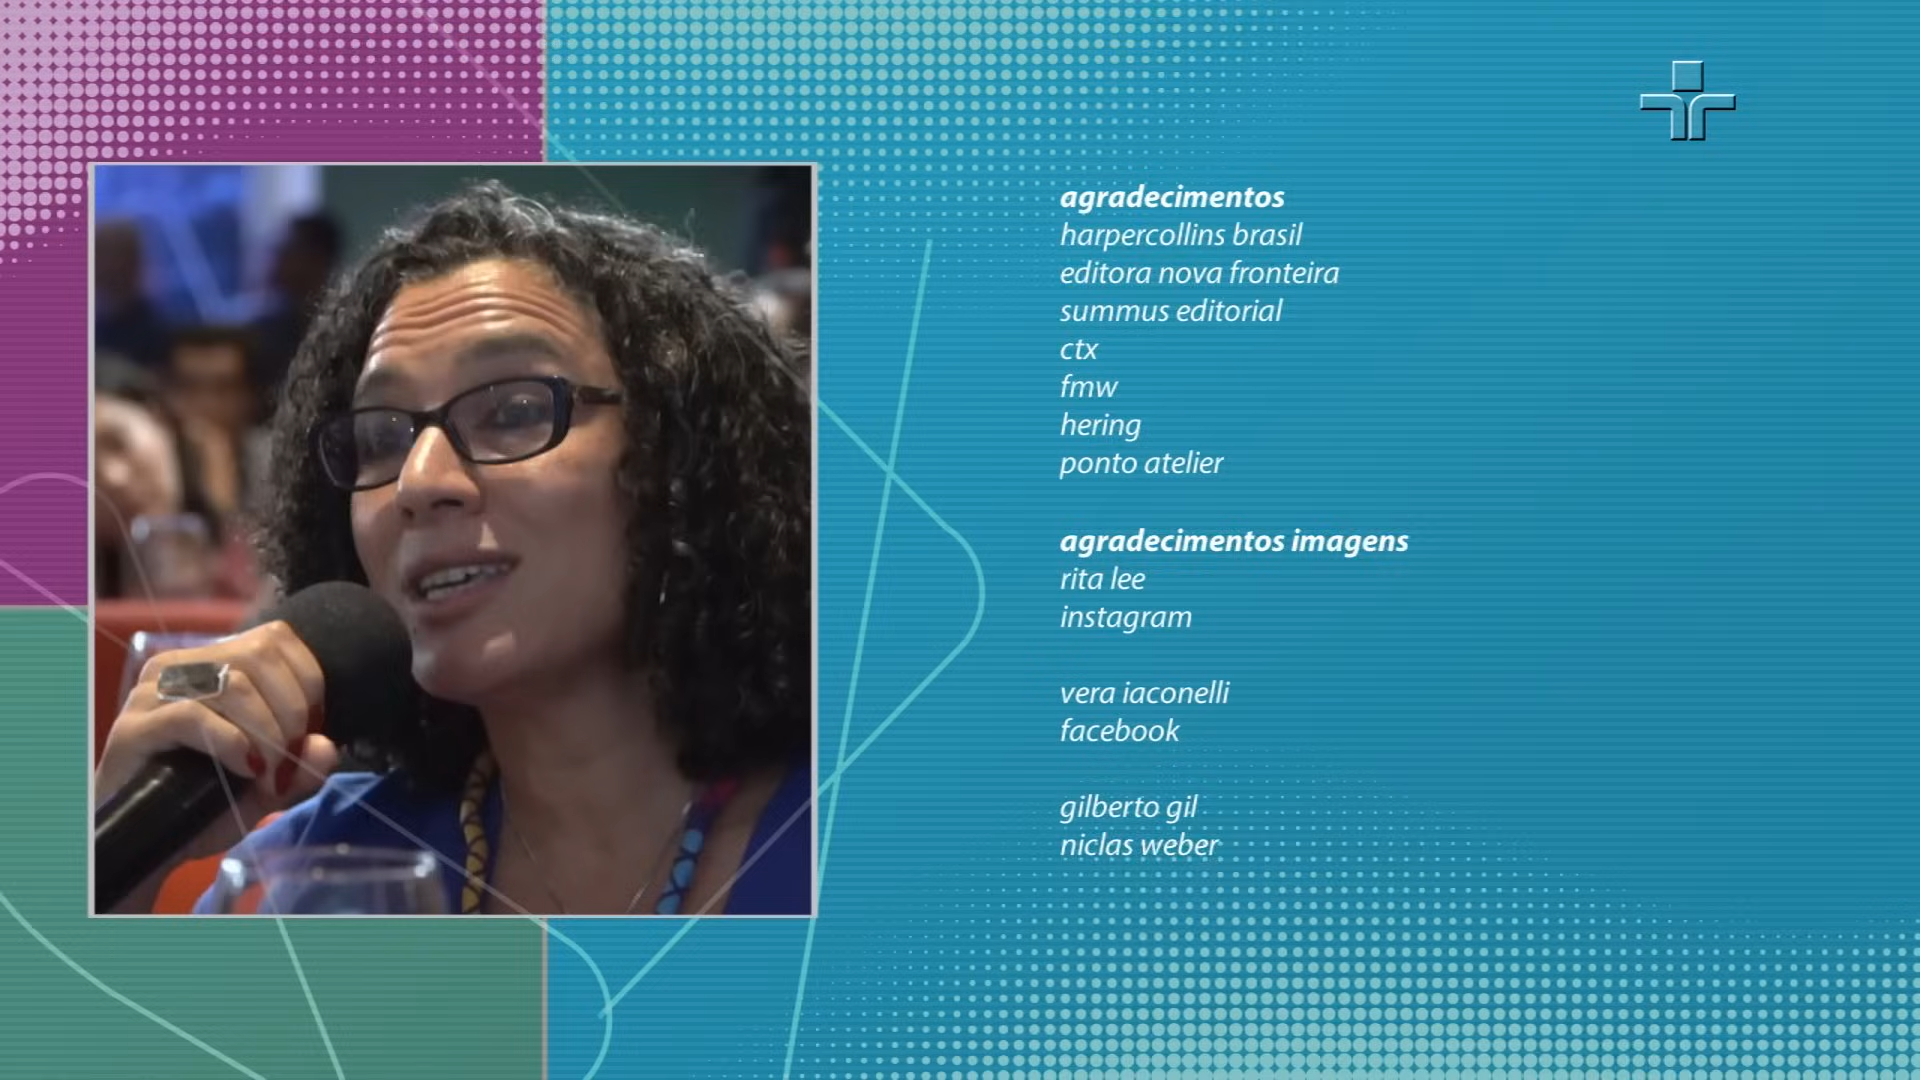 agradecimentos
harpercollins brasil
editora nova fronteira
summus editorial
ctx
fmw
hering
ponto atelier
agradecimentos imagens
rita lee
instagram
vera iaconelli
facebook
gilberto gil
niclas weber